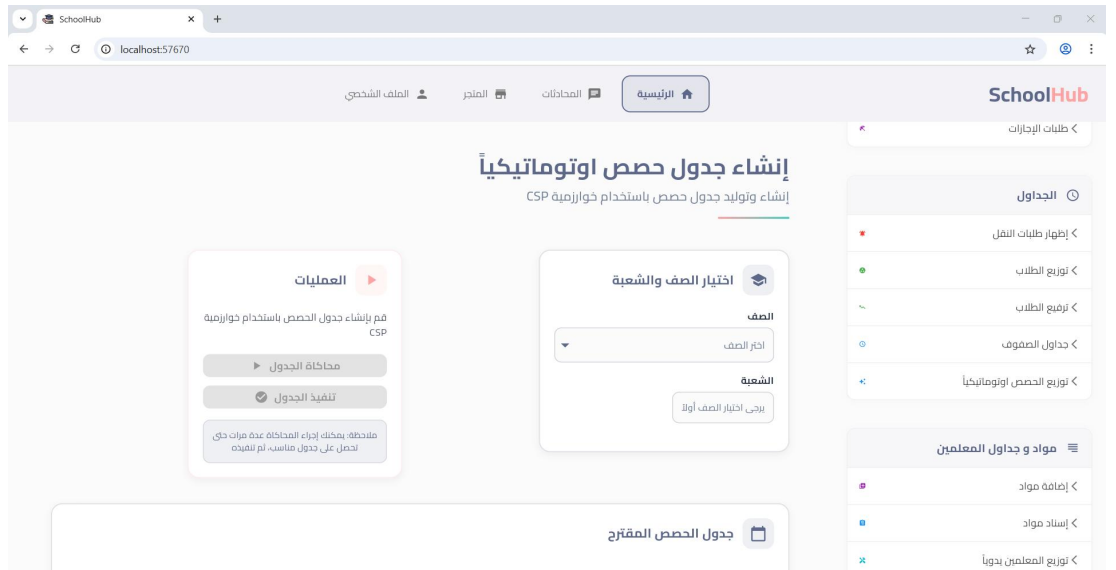 SchoolHub
localhost:57670
SchoolHub
الرئيسية
المحادثات
المتجر
الملف الشخصي
طلبات الإجازات
الجداول
إظهار طلبات النقل
توزيع الطلاب
ترفيع الطلاب
جداول الصفوف
توزيع الحصص اوتوماتيكياً
مواد و جداول المعلمين
إضافة مواد
إسناد مواد
توزيع المعلمين يدوياً
إنشاء جدول حصص اوتوماتيكياً
إنشاء وتوليد جدول حصص باستخدام خوارزمية CSP
اختيار الصف والشعبة
الصف
اختر الصف
الشعبة
يرجى اختيار الصف أولاً
العمليات
قم بإنشاء جدول الحصص باستخدام خوارزمية
CSP
محاكاة الجدول
تنفيذ الجدول
ملاحظة: يمكنك إجراء المحاكاة عدة مرات حتى
تحصل على جدول مناسب، ثم تنفيذه
جدول الحصص المقترح